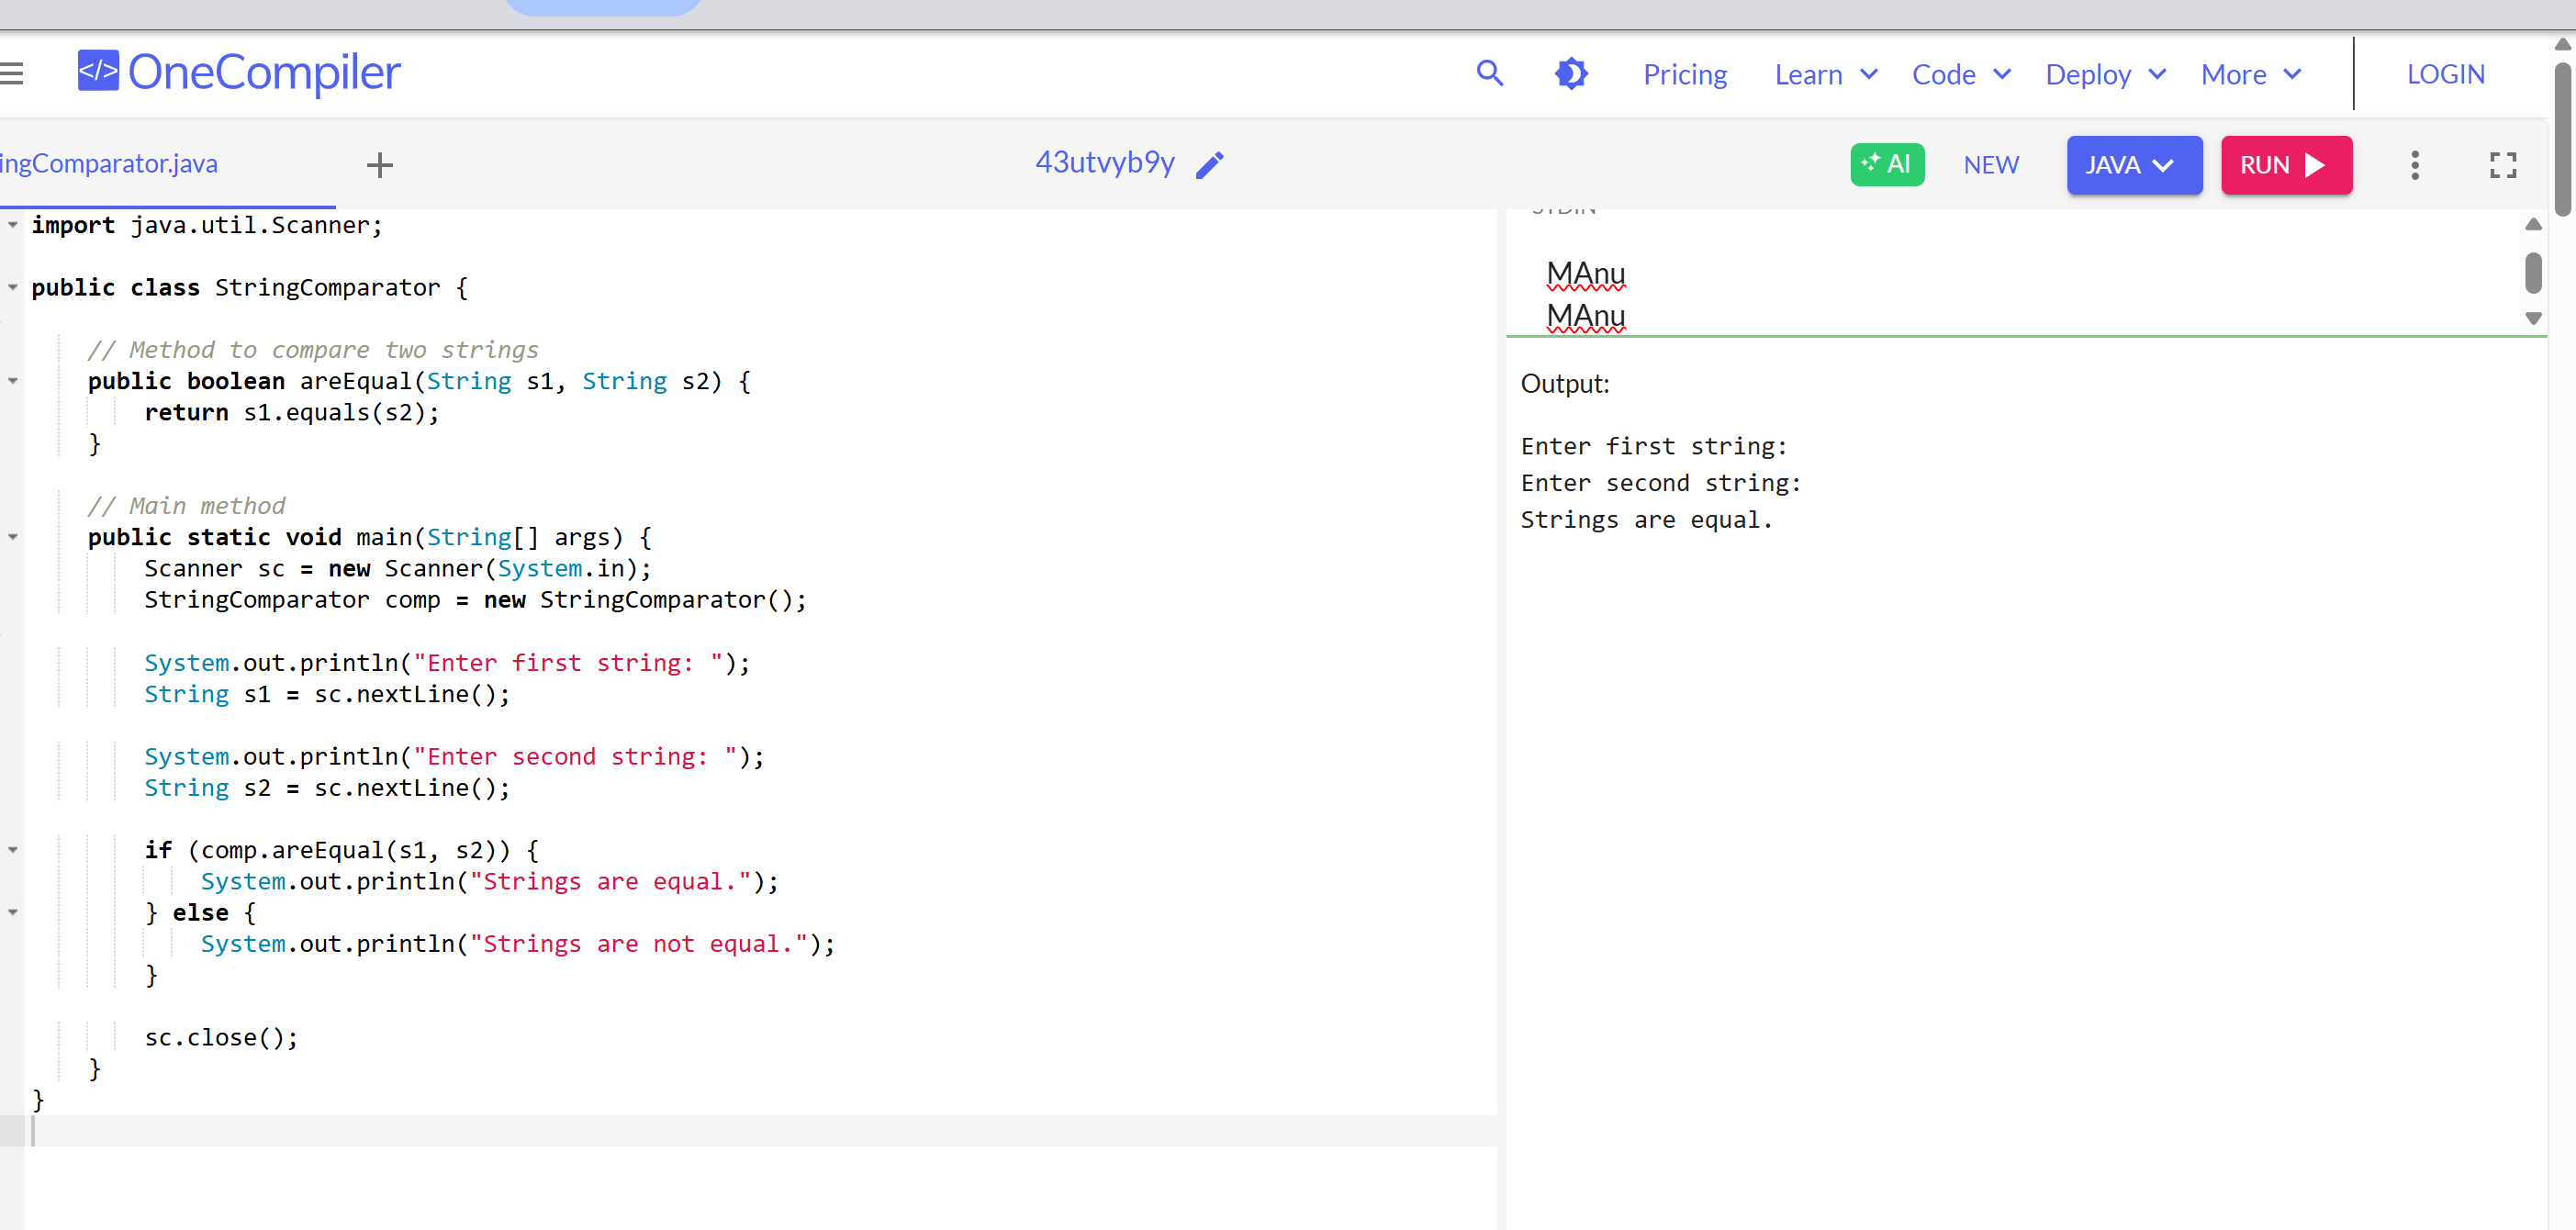 </> OneCompiler
Pricing Learn Code Deploy More LOGIN
ingComparator.java + 43utvyb9y AI NEW JAVA RUN
import java.util.Scanner;
public class StringComparator {
// Method to compare two strings
public boolean areEqual(String s1, String s2) {
return s1.equals(s2);
}
// Main method
public static void main(String[] args) {
Scanner sc = new Scanner(System.in);
StringComparator comp = new StringComparator();
System.out.println("Enter first string: ");
String s1 = sc.nextLine();
System.out.println("Enter second string: ");
String s2 = sc.nextLine();
if (comp.areEqual(s1, s2)) {
System.out.println("Strings are equal.");
} else {
System.out.println("Strings are not equal.");
}
sc.close();
}
}
STDIN
MAnu
MAnu
Output:
Enter first string:
Enter second string:
Strings are equal.